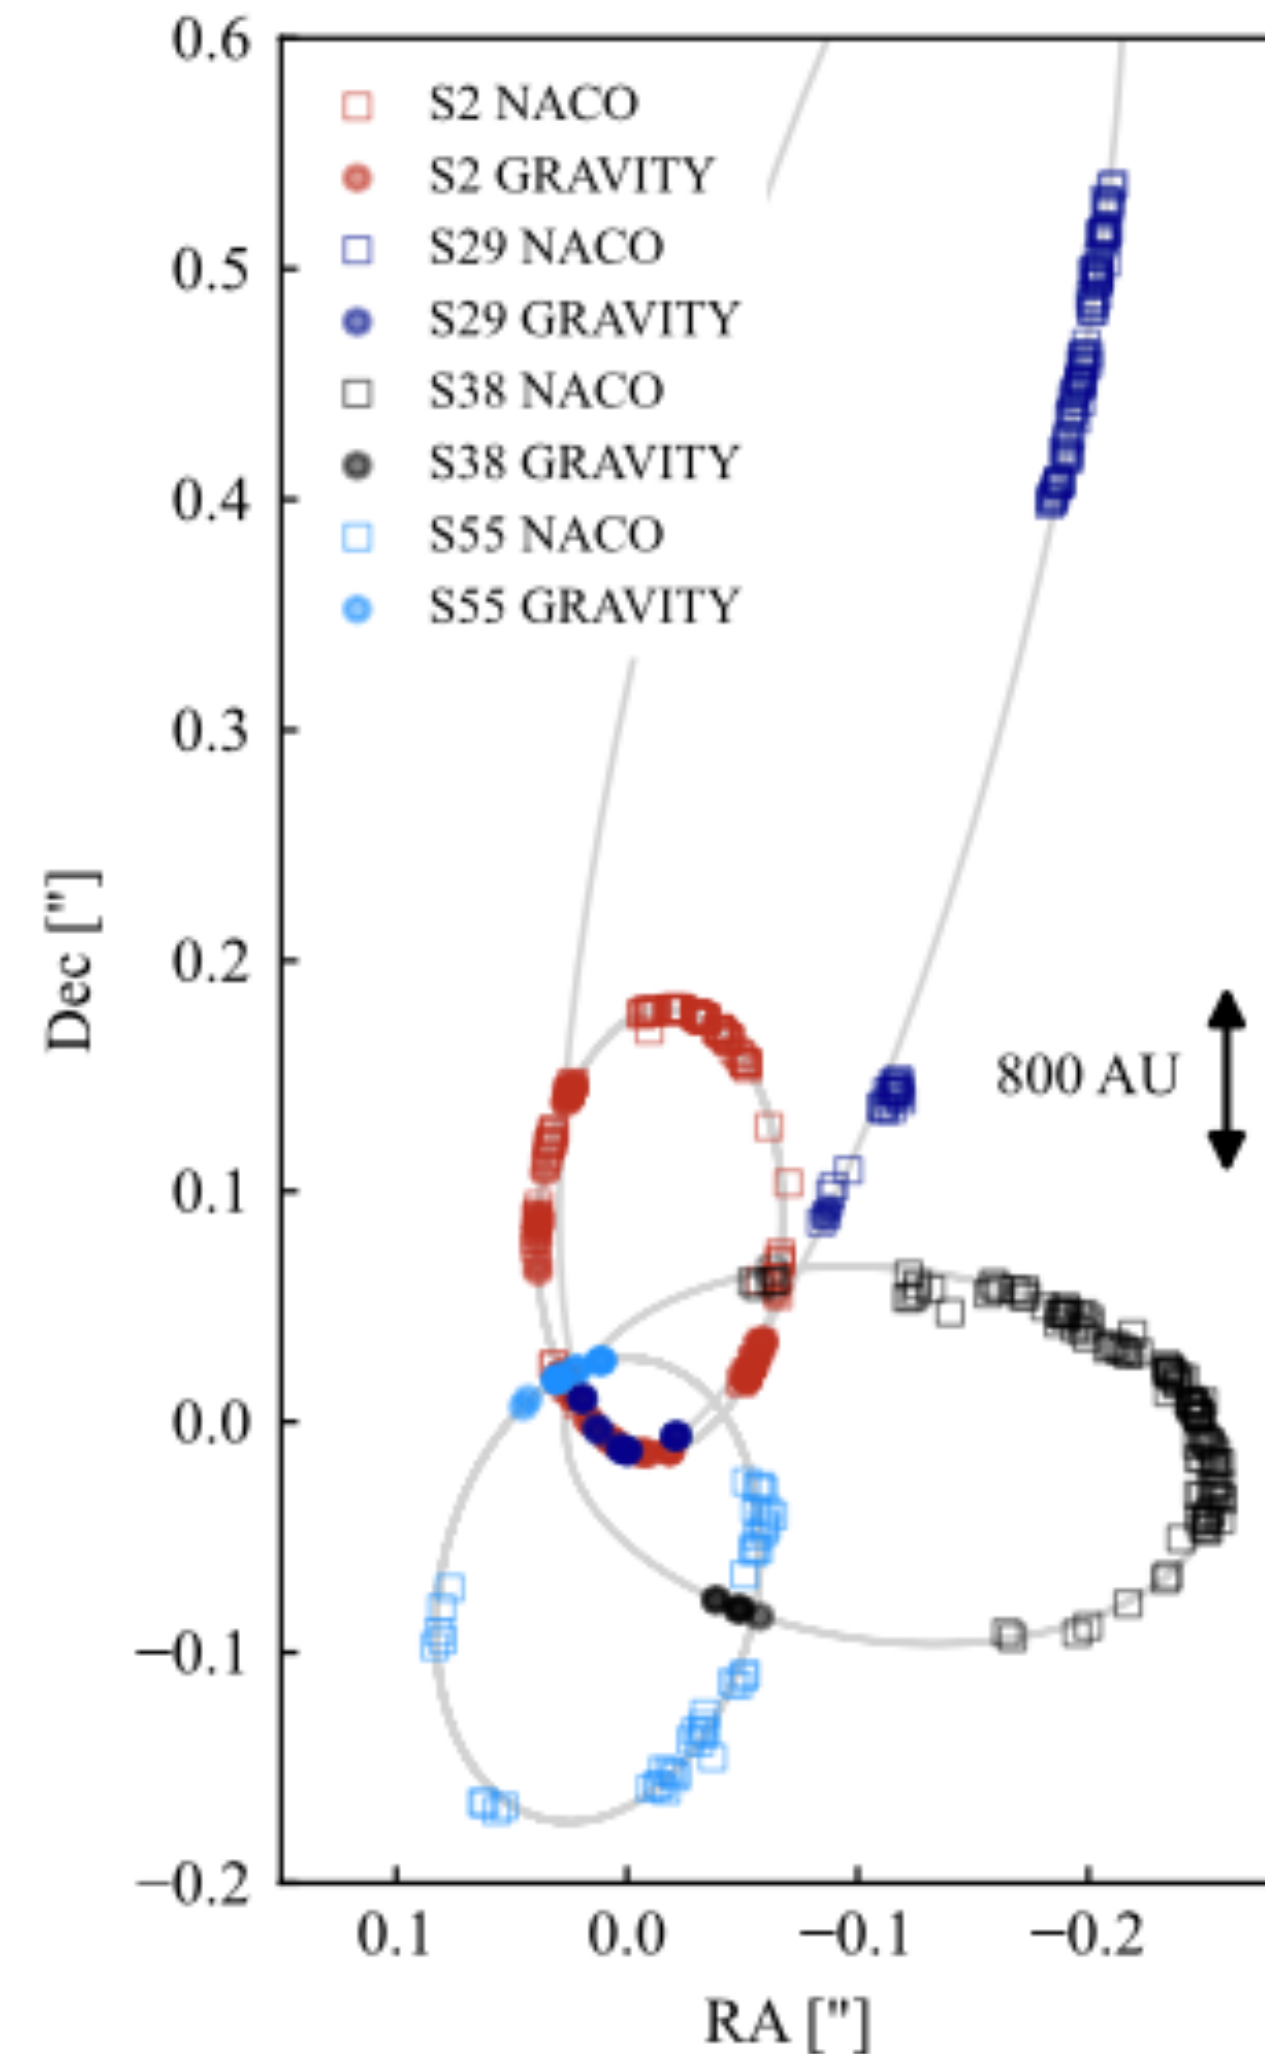 0.6
S2 NACO
S2 GRAVITY
S29 NACO
0.5
S29 GRAVITY
S38 NACO
S38 GRAVITY
0.4
S55 NACO
S55 GRAVITY
0.3
Dec ["]
0.2
800 AU
0.1
0.0
−0.1
−0.2
0.1 0.0 −0.1 −0.2
RA ["]